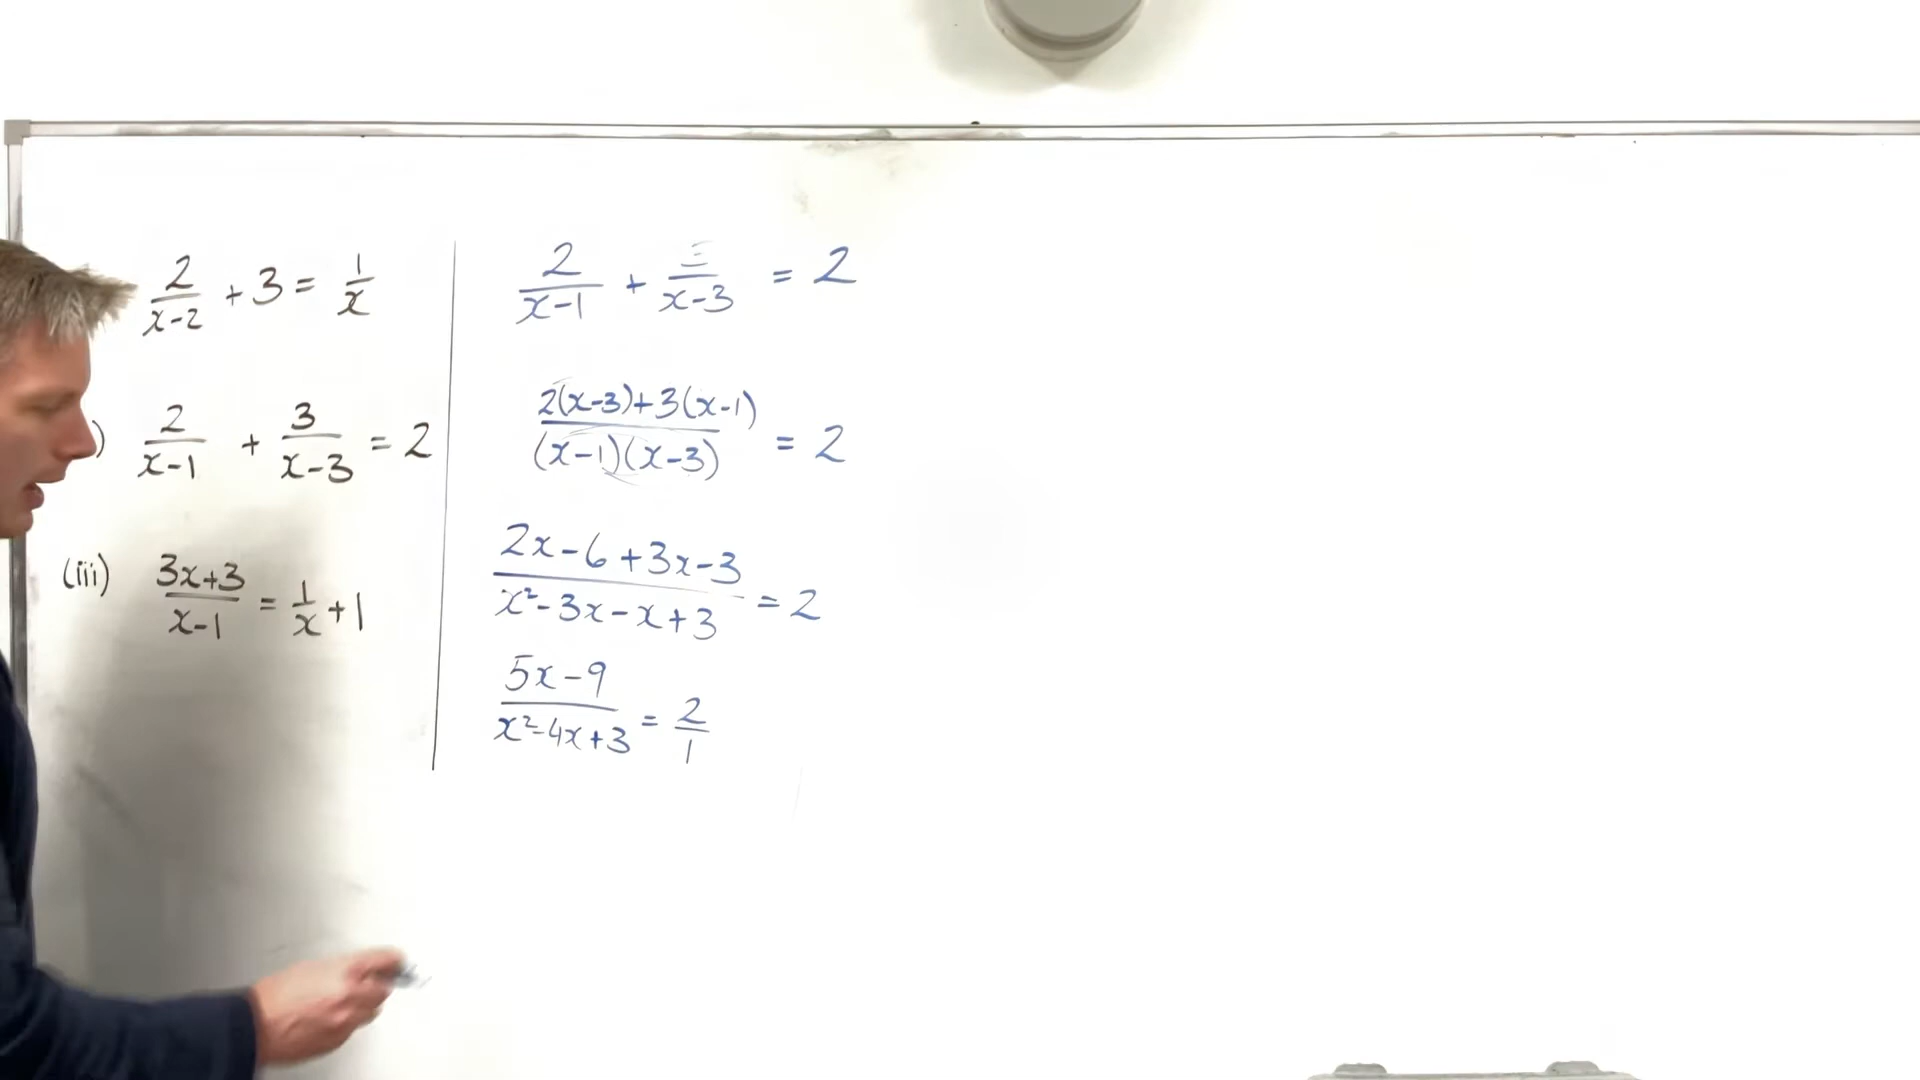 2/(x-2) + 3 = 1/x
) 2/(x-1) + 3/(x-3) = 2
(iii) (3x+3)/(x-1) = 1/x + 1
2/(x-1) + 3/(x-3) = 2
(2(x-3)+3(x-1))/((x-1)(x-3)) = 2
(2x-6+3x-3)/(x²-3x-x+3) = 2
(5x-9)/(x²-4x+3) = 2/1